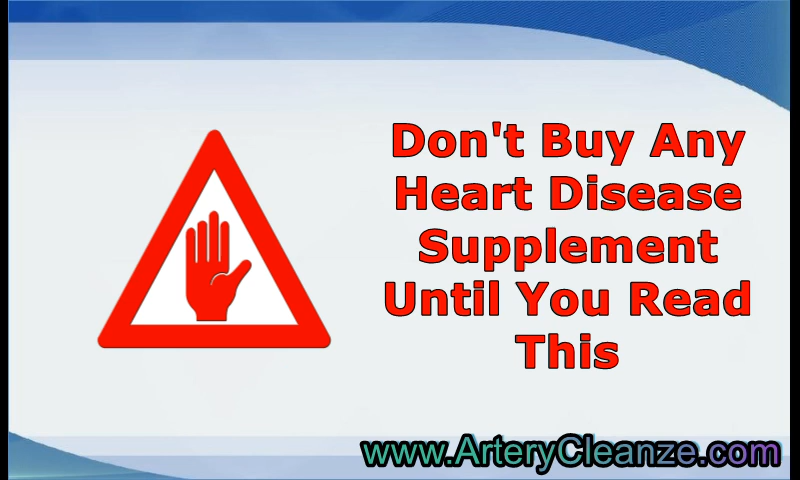 Don't Buy Any
Heart Disease
Supplement
Until You Read
This
www.ArteryCleanze.com